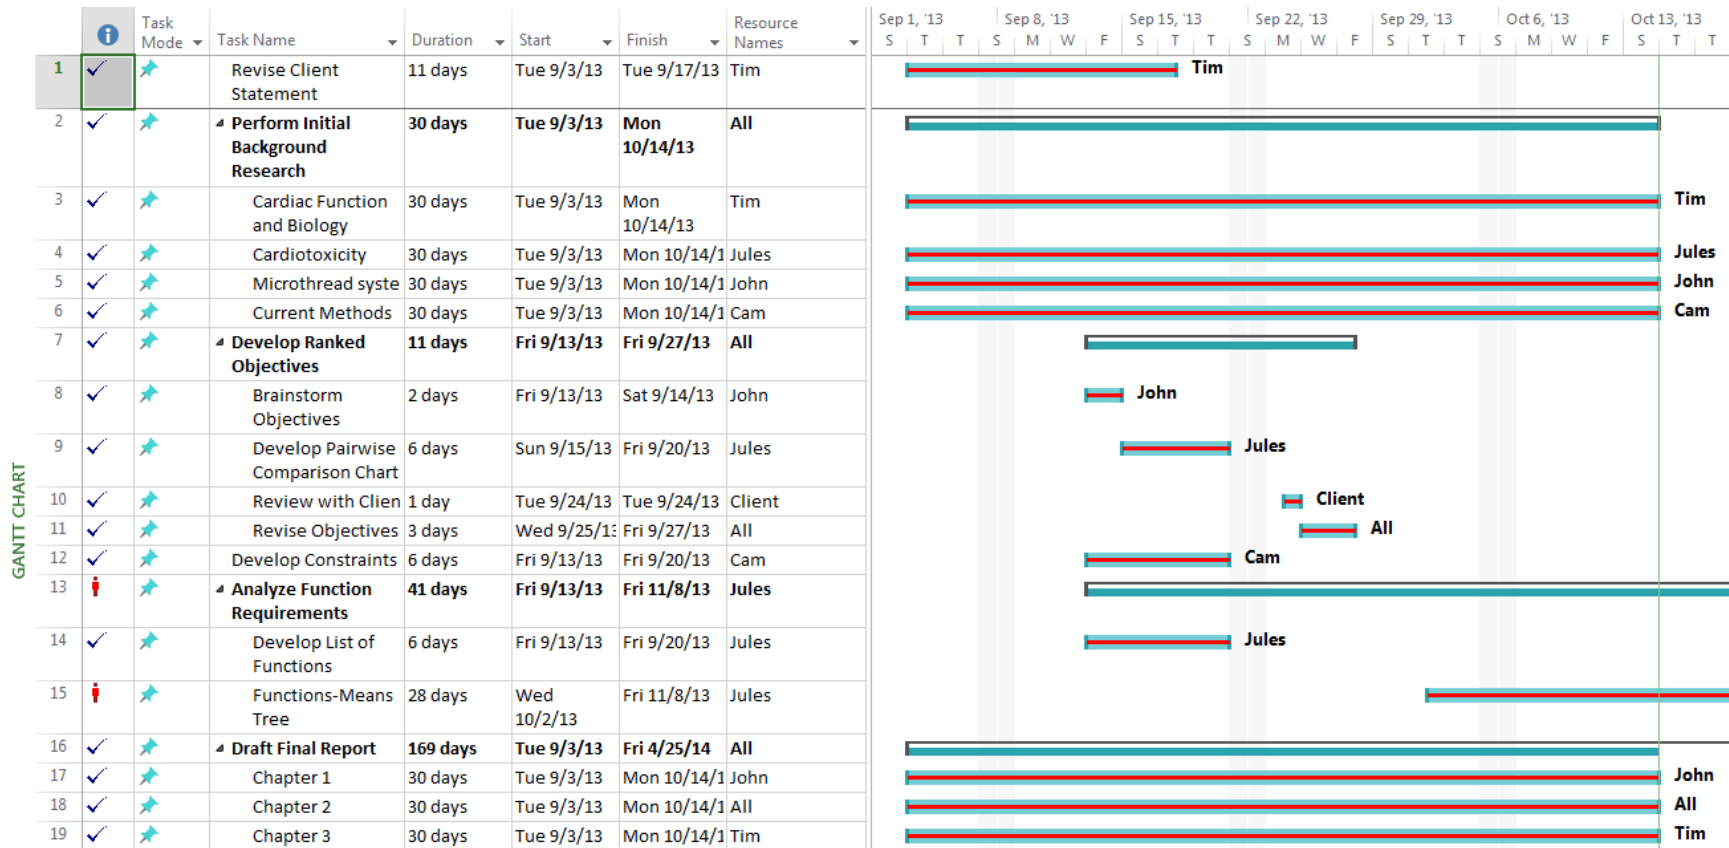 GANTT CHART
Task Mode Task Name Duration Start Finish Resource Names
Sep 1, '13 Sep 8, '13 Sep 15, '13 Sep 22, '13 Sep 29, '13 Oct 6, '13 Oct 13, '13
S T T S M W F S T T S M W F S T T S M W F S T T
1 Revise Client Statement 11 days Tue 9/3/13 Tue 9/17/13 Tim Tim
2 Perform Initial Background Research 30 days Tue 9/3/13 Mon 10/14/13 All
3 Cardiac Function and Biology 30 days Tue 9/3/13 Mon 10/14/13 Tim Tim
4 Cardiotoxicity 30 days Tue 9/3/13 Mon 10/14/1 Jules Jules
5 Microthread syste 30 days Tue 9/3/13 Mon 10/14/1 John John
6 Current Methods 30 days Tue 9/3/13 Mon 10/14/1 Cam Cam
7 Develop Ranked Objectives 11 days Fri 9/13/13 Fri 9/27/13 All
8 Brainstorm Objectives 2 days Fri 9/13/13 Sat 9/14/13 John John
9 Develop Pairwise Comparison Chart 6 days Sun 9/15/13 Fri 9/20/13 Jules Jules
10 Review with Clien 1 day Tue 9/24/13 Tue 9/24/13 Client Client
11 Revise Objectives 3 days Wed 9/25/13 Fri 9/27/13 All All
12 Develop Constraints 6 days Fri 9/13/13 Fri 9/20/13 Cam Cam
13 Analyze Function Requirements 41 days Fri 9/13/13 Fri 11/8/13 Jules
14 Develop List of Functions 6 days Fri 9/13/13 Fri 9/20/13 Jules Jules
15 Functions-Means Tree 28 days Wed 10/2/13 Fri 11/8/13 Jules
16 Draft Final Report 169 days Tue 9/3/13 Fri 4/25/14 All
17 Chapter 1 30 days Tue 9/3/13 Mon 10/14/1 John John
18 Chapter 2 30 days Tue 9/3/13 Mon 10/14/1 All All
19 Chapter 3 30 days Tue 9/3/13 Mon 10/14/1 Tim Tim